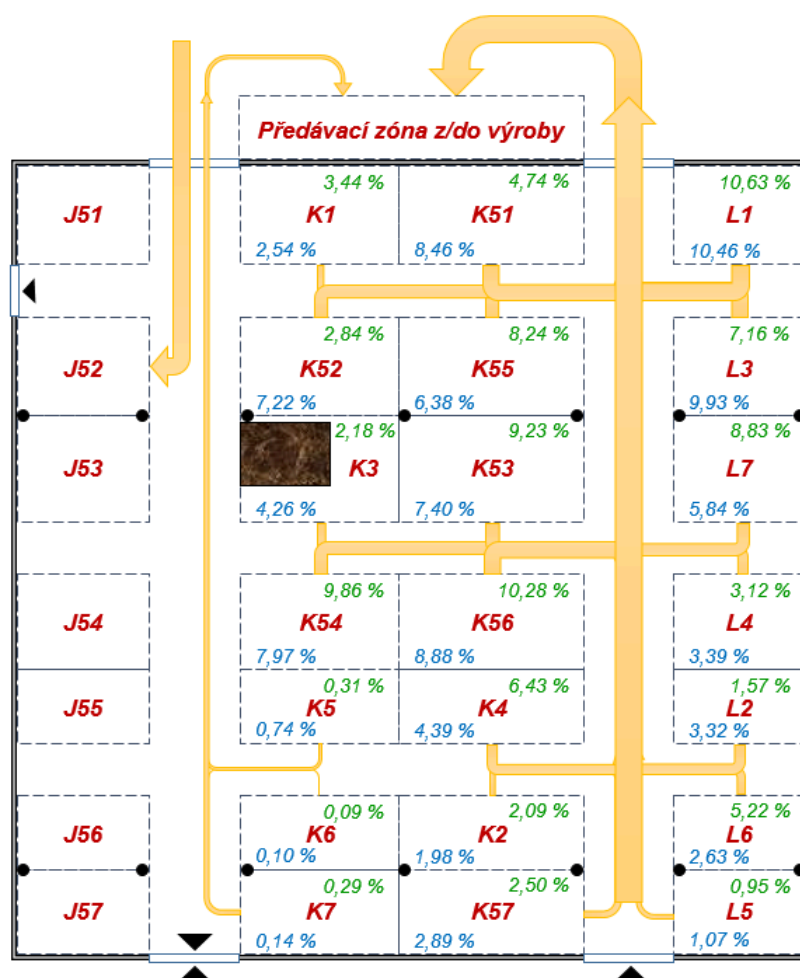 Předávací zóna z/do výroby
3,44 %
4,74 %
10,63 %
J51
K1
K51
L1
2,54 %
8,46 %
10,46 %
2,84 %
8,24 %
7,16 %
J52
K52
K55
L3
7,22 %
6,38 %
9,93 %
2,18 %
9,23 %
8,83 %
J53
K3
K53
L7
4,26 %
7,40 %
5,84 %
9,86 %
10,28 %
3,12 %
J54
K54
K56
L4
7,97 %
8,88 %
3,39 %
0,31 %
6,43 %
1,57 %
J55
K5
K4
L2
0,74 %
4,39 %
3,32 %
0,09 %
2,09 %
5,22 %
J56
K6
K2
L6
0,10 %
1,98 %
2,63 %
0,29 %
2,50 %
0,95 %
J57
K7
K57
L5
0,14 %
2,89 %
1,07 %